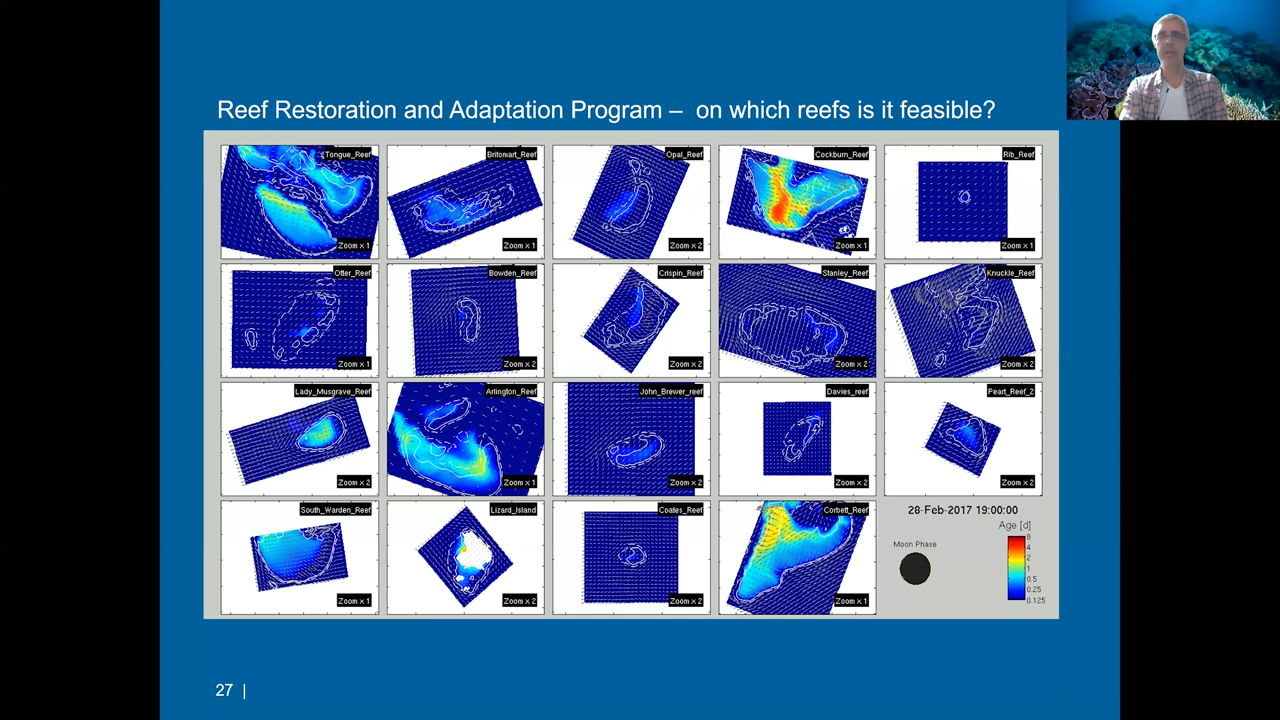 Reef Restoration and Adaptation Program – on which reefs is it feasible?
Tongue_Reef
Zoom x 1
Britomart_Reef
Zoom x 1
Opal_Reef
Zoom x 2
Cockburn_Reef
Zoom x 1
Rib_Reef
Zoom x 1
Otter_Reef
Zoom x 1
Bowden_Reef
Zoom x 2
Crispin_Reef
Zoom x 2
Stanley_Reef
Zoom x 2
Knuckle_Reef
Zoom x 2
Lady_Musgrave_Reef
Zoom x 2
Arlington_Reef
Zoom x 1
John_Brewer_reef
Zoom x 2
Davies_reef
Zoom x 2
Peart_Reef_2
Zoom x 2
South_Warden_Reef
Zoom x 1
Lizard_Island
Zoom x 2
Coates_Reef
Zoom x 2
Corbett_Reef
Zoom x 1
28-Feb-2017 19:00:00
Age [d]
Moon Phase
8
4
2
1
0.5
0.25
0.125
27 |